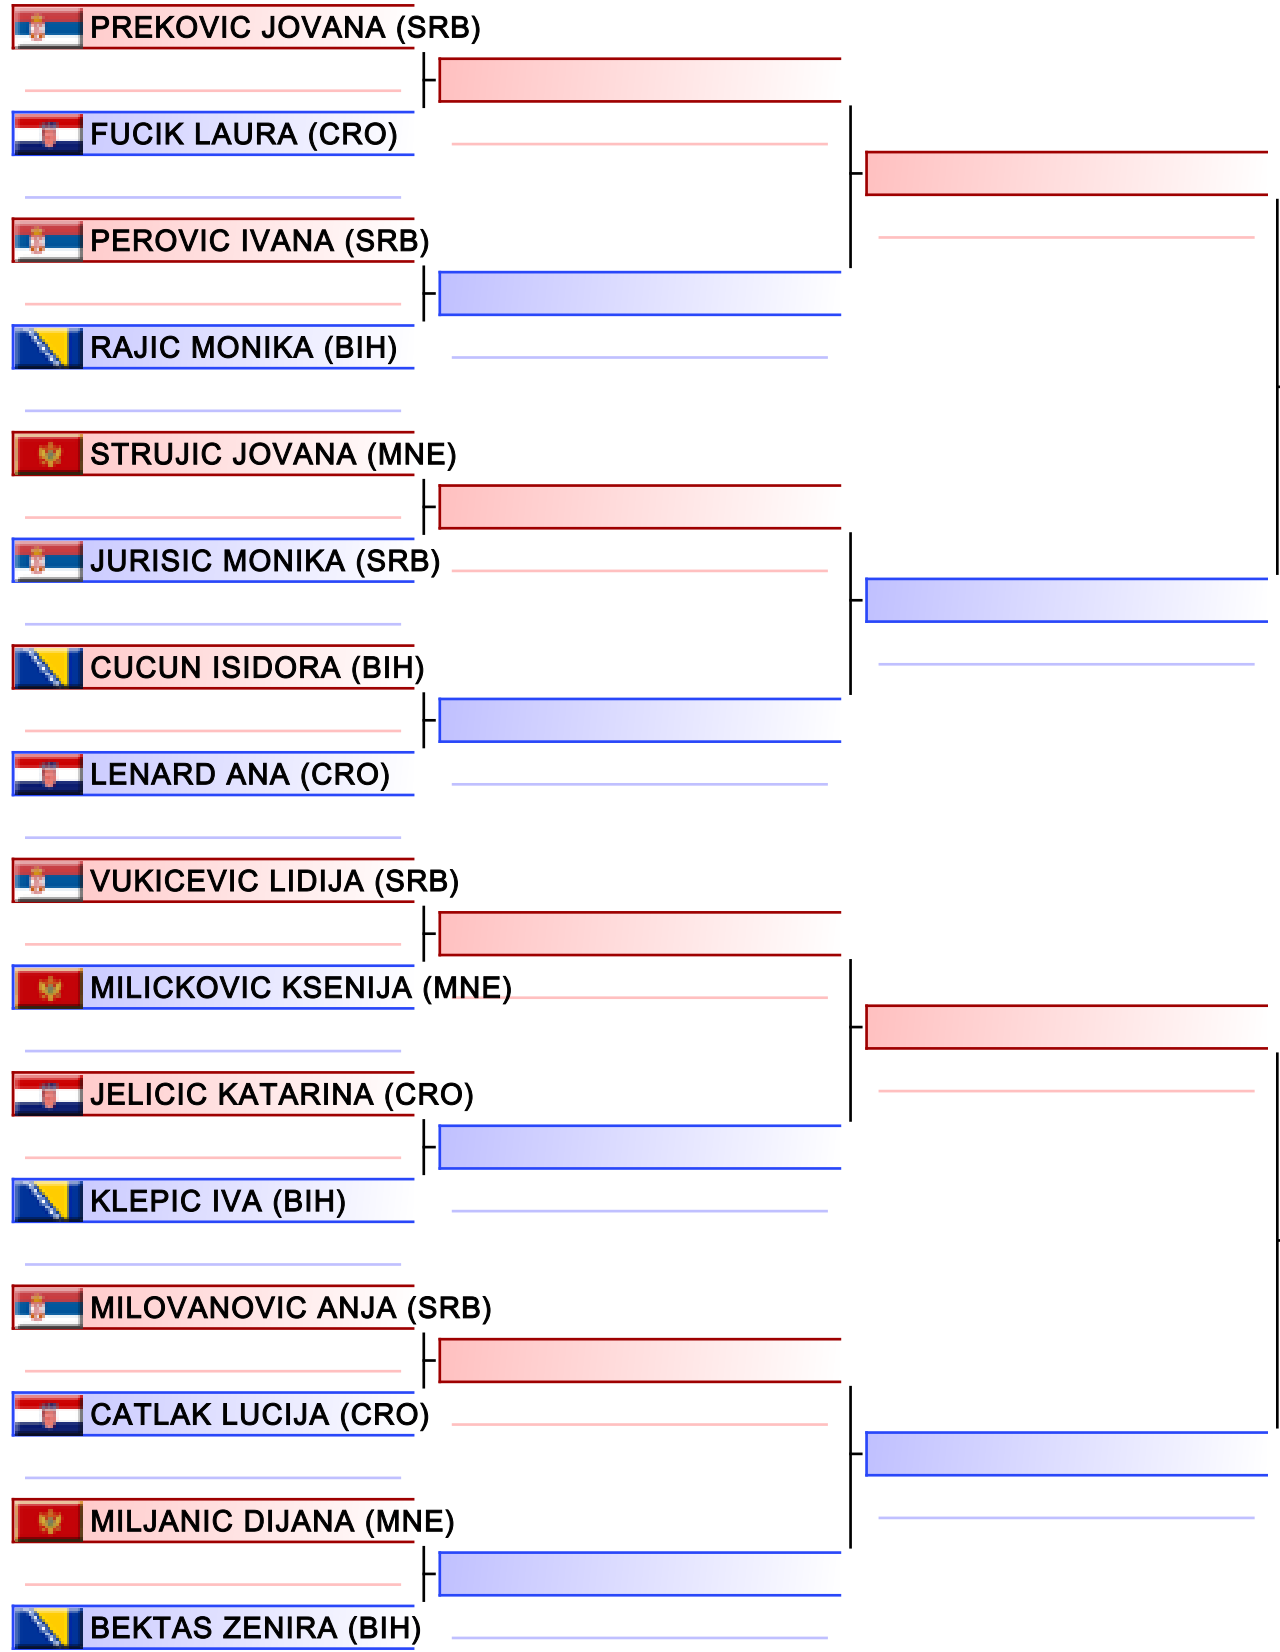 PREKOVIC JOVANA (SRB)
FUCIK LAURA (CRO)
PEROVIC IVANA (SRB)
RAJIC MONIKA (BIH)
STRUJIC JOVANA (MNE)
JURISIC MONIKA (SRB)
CUCUN ISIDORA (BIH)
LENARD ANA (CRO)
VUKICEVIC LIDIJA (SRB)
MILICKOVIC KSENIJA (MNE)
JELICIC KATARINA (CRO)
KLEPIC IVA (BIH)
MILOVANOVIC ANJA (SRB)
CATLAK LUCIJA (CRO)
MILJANIC DIJANA (MNE)
BEKTAS ZENIRA (BIH)